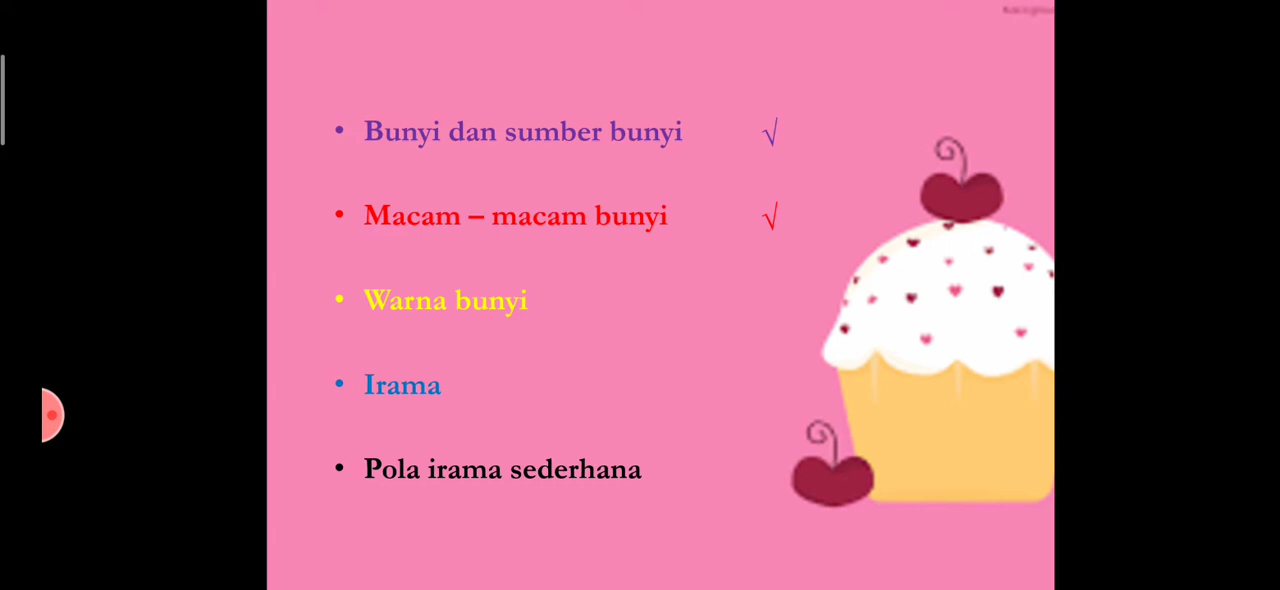 • Bunyi dan sumber bunyi √
• Macam – macam bunyi √
• Warna bunyi
• Irama
• Pola irama sederhana